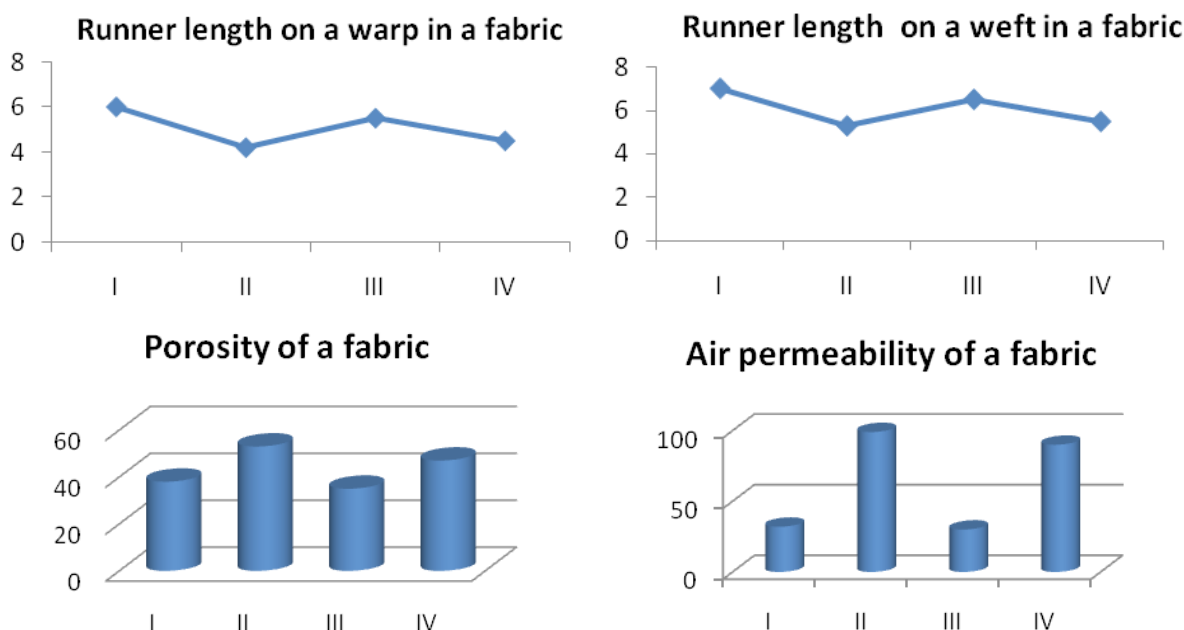 Runner length on a warp in a fabric
8
6
4
2
0
I II III IV
Runner length on a weft in a fabric
8
6
4
2
0
I II III IV
Porosity of a fabric
60
40
20
0
I II III IV
Air permeability of a fabric
100
50
0
I II III IV